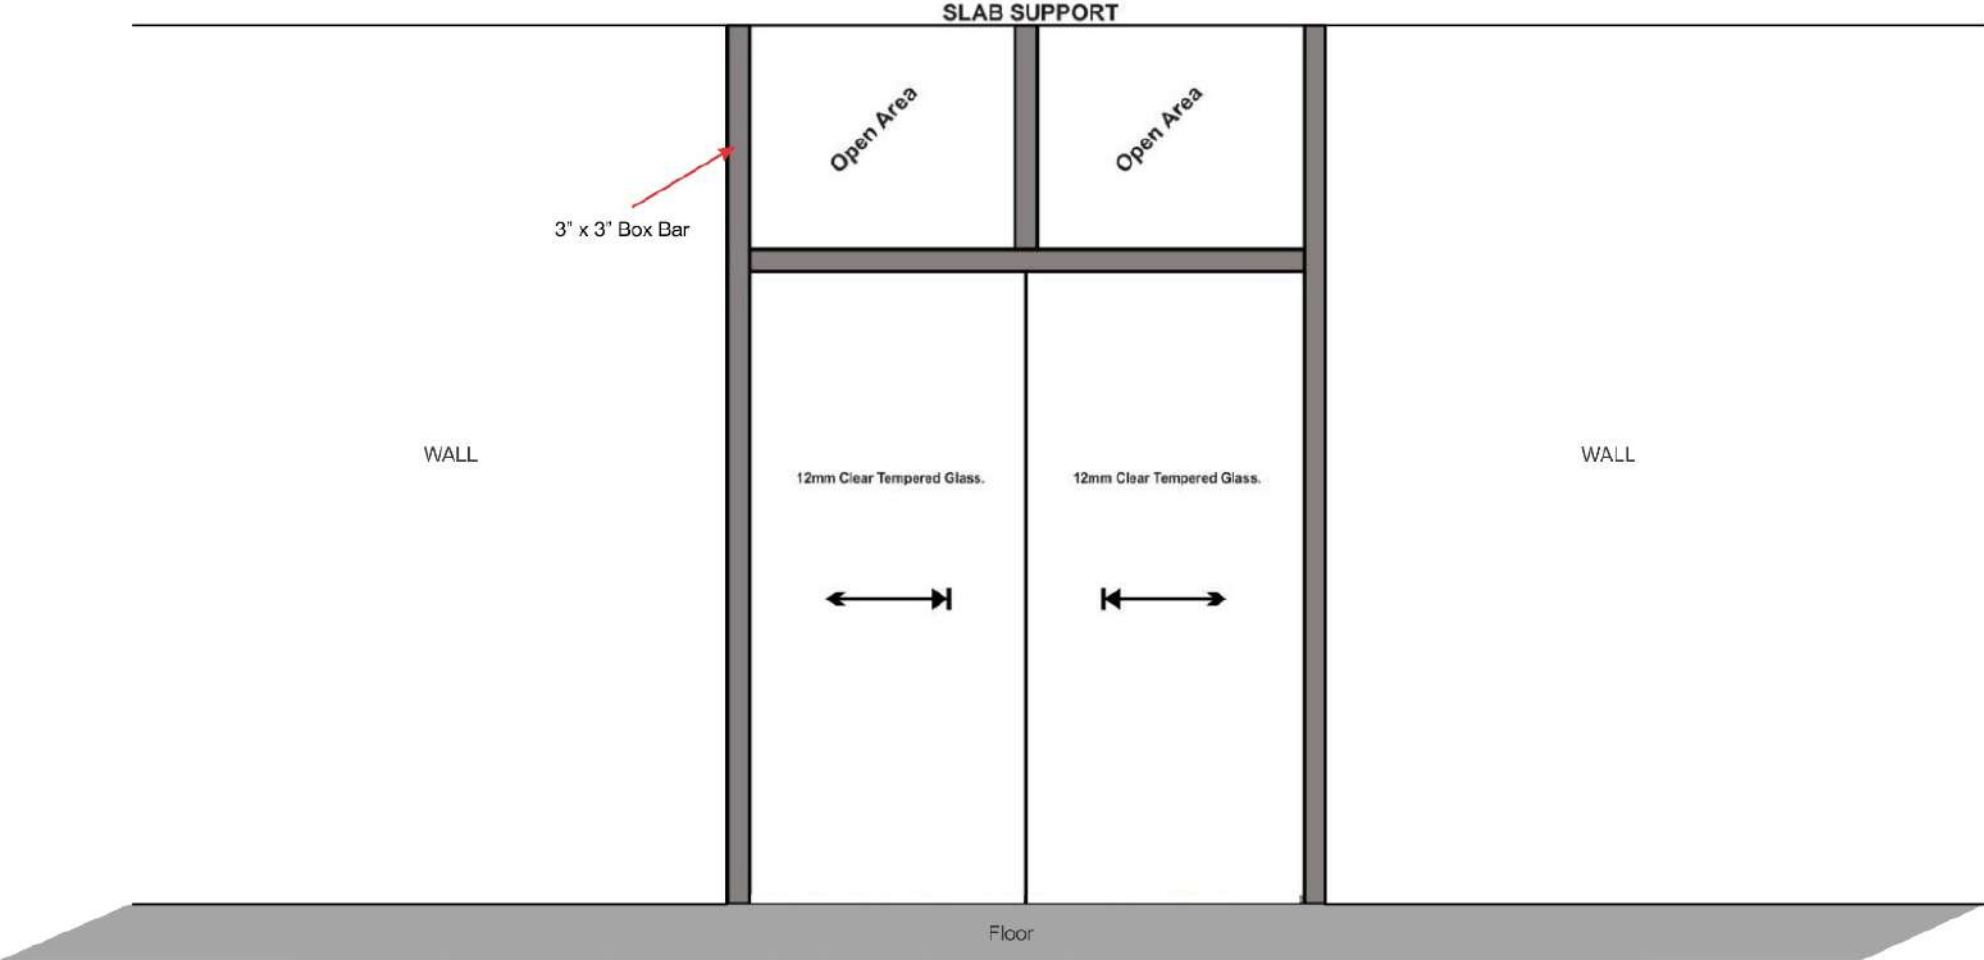 SLAB SUPPORT
Open Area
Open Area
3" x 3" Box Bar
WALL
WALL
12mm Clear Tempered Glass.
12mm Clear Tempered Glass.
Floor